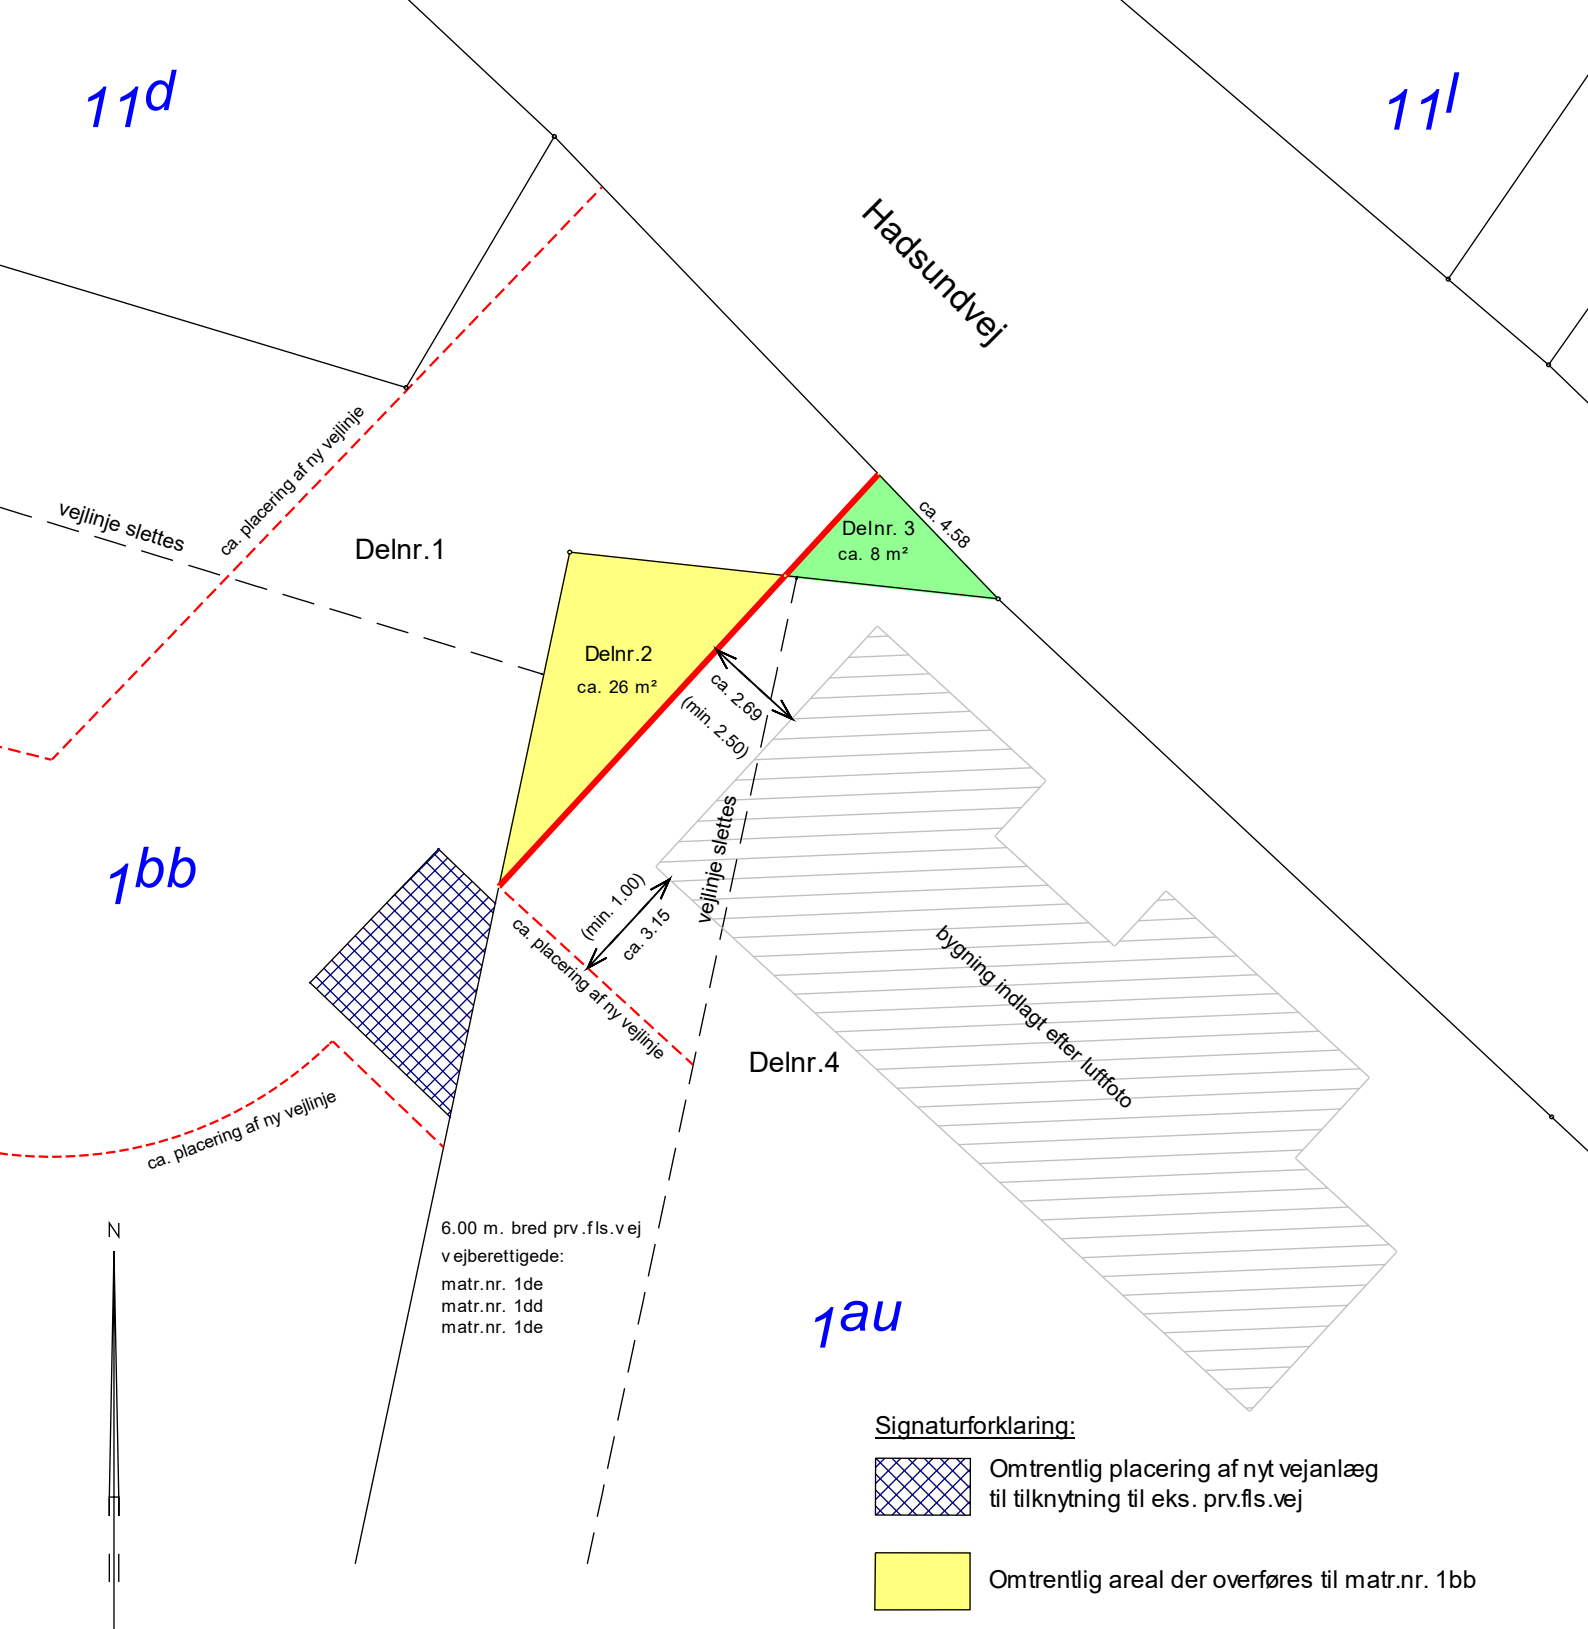 11d
11l
Hadsundvej
ca. placering af ny vejlinje
vejlinje slettes
Delnr.1
ca. 4.58
Delnr. 3
ca. 8 m²
Delnr.2
ca. 26 m²
ca. 2.69
(min. 2.50)
vejlinje slettes
1bb
(min. 1.00)
ca. 3.15
ca. placering af ny vejlinje
bygning indlagt efter luftfoto
Delnr.4
ca. placering af ny vejlinje
N
6.00 m. bred prv.fls.vej
vejberettigede:
matr.nr. 1de
matr.nr. 1dd
matr.nr. 1de
1au
Signaturforklaring:
Omtrentlig placering af nyt vejanlæg
til tilknytning til eks. prv.fls.vej
Omtrentlig areal der overføres til matr.nr. 1bb